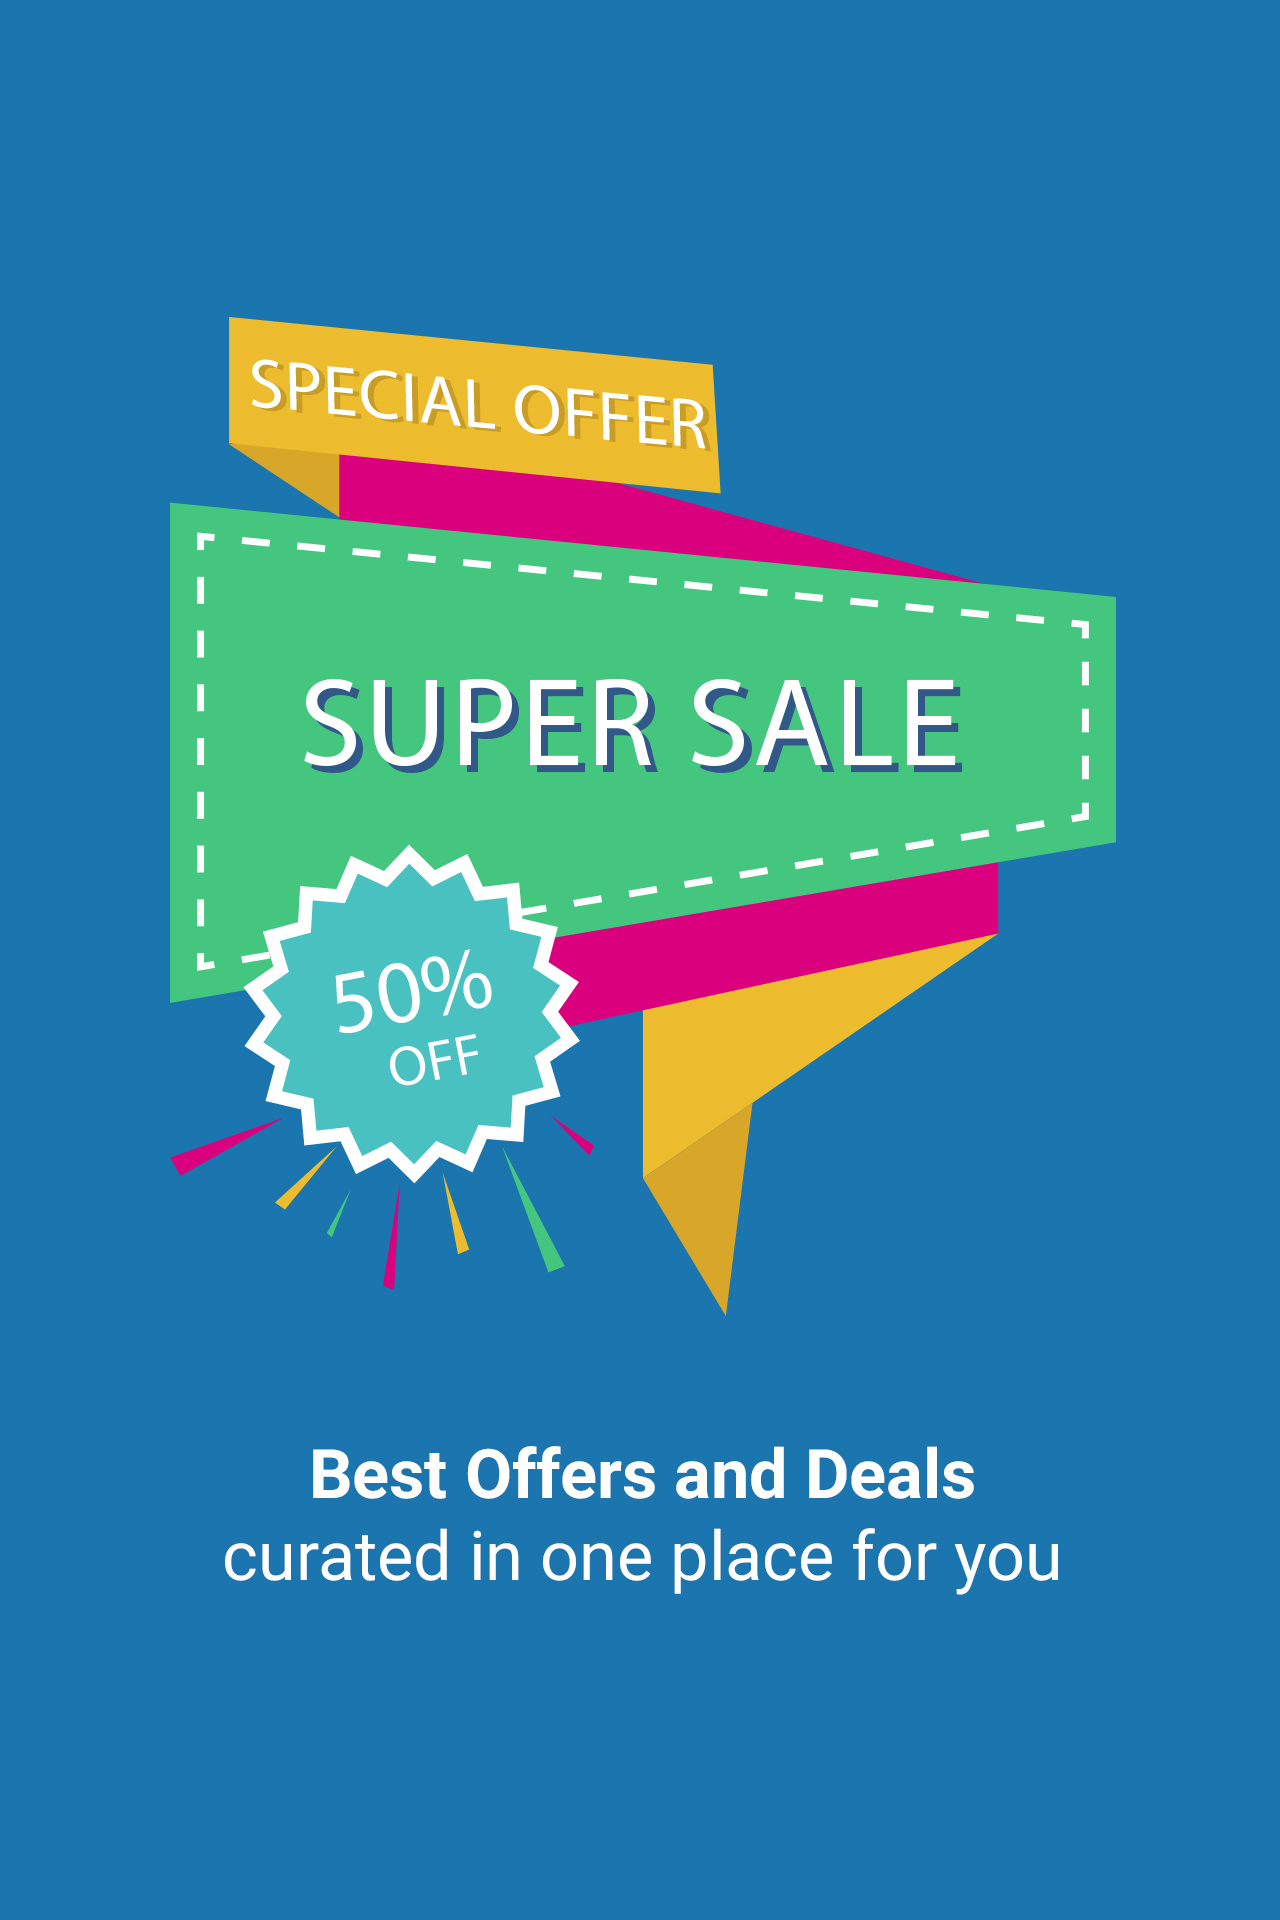 SPECIAL OFFER
SUPER SALE
50%
OFF
Best Offers and Deals
curated in one place for you